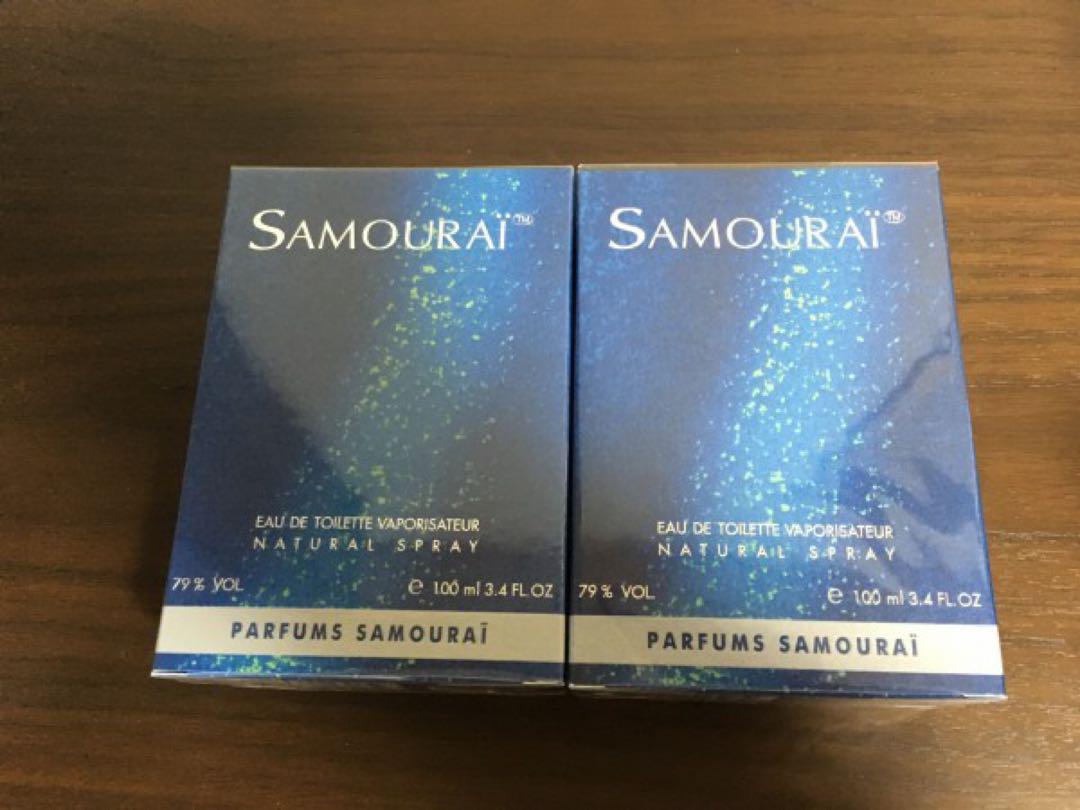 SAMOURAÏ™
EAU DE TOILETTE VAPORISATEUR
NATURAL SPRAY
79% VOL
℮ 100 ml 3.4 FL.OZ
PARFUMS SAMOURAÏ
SAMOURAÏ™
EAU DE TOILETTE VAPORISATEUR
NATURAL SPRAY
79% VOL
℮ 100 ml 3.4 FL.OZ
PARFUMS SAMOURAÏ